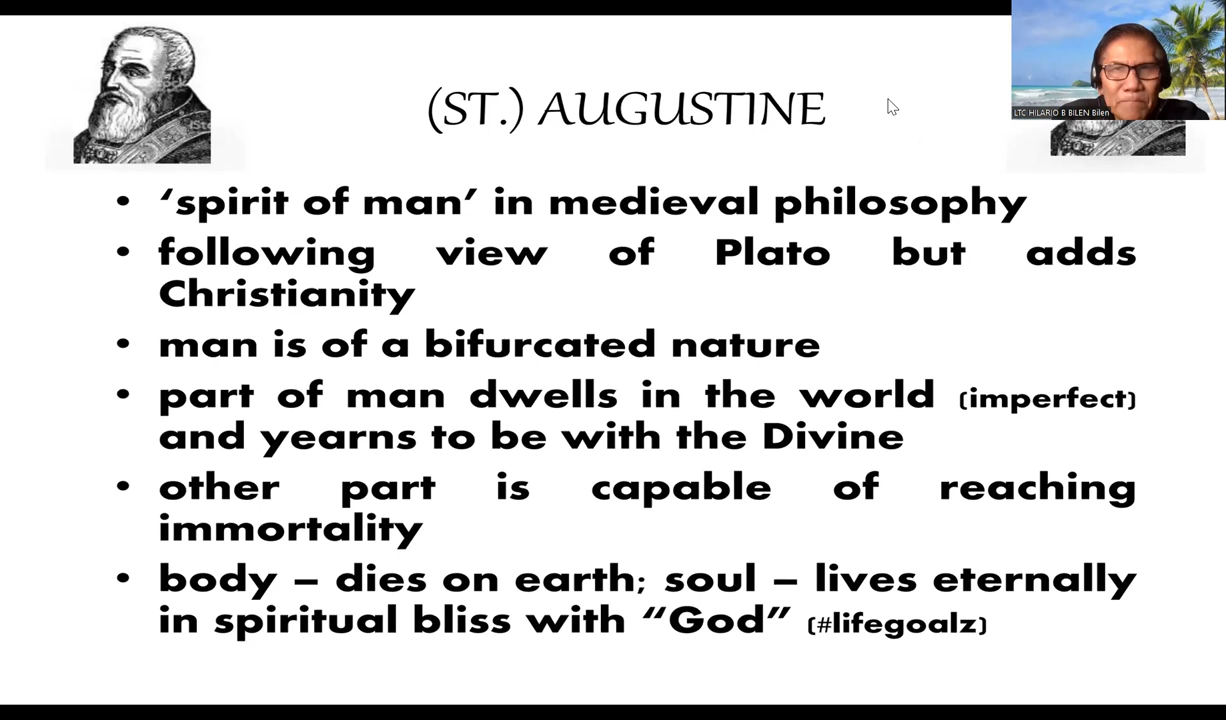 LTC HILARIO B BILEN Bilen
(ST.) AUGUSTINE
• ‘spirit of man’ in medieval philosophy
• following view of Plato but adds
Christianity
• man is of a bifurcated nature
• part of man dwells in the world (imperfect)
and yearns to be with the Divine
• other part is capable of reaching
immortality
• body – dies on earth; soul – lives eternally
in spiritual bliss with “God” (#lifegoalz)